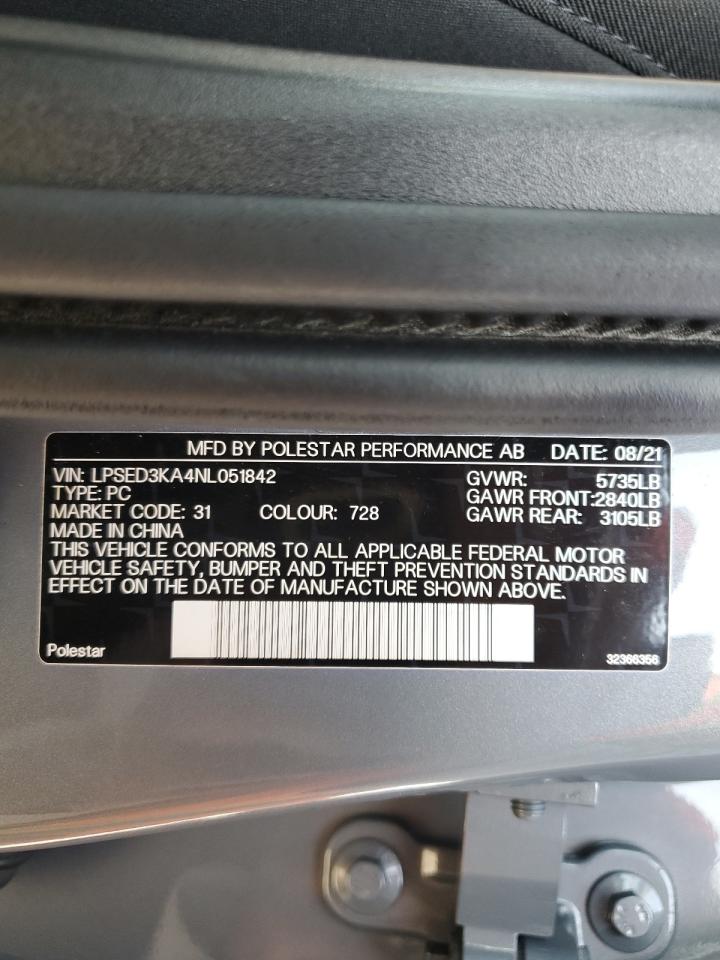 MFD BY POLESTAR PERFORMANCE AB DATE: 08/21
VIN: LPSED3KA4NL051842 GVWR: 5735LB
TYPE: PC GAWR FRONT:2840LB
MARKET CODE: 31 COLOUR: 728 GAWR REAR: 3105LB
MADE IN CHINA
THIS VEHICLE CONFORMS TO ALL APPLICABLE FEDERAL MOTOR
VEHICLE SAFETY, BUMPER AND THEFT PREVENTION STANDARDS IN
EFFECT ON THE DATE OF MANUFACTURE SHOWN ABOVE.
Polestar 32366356